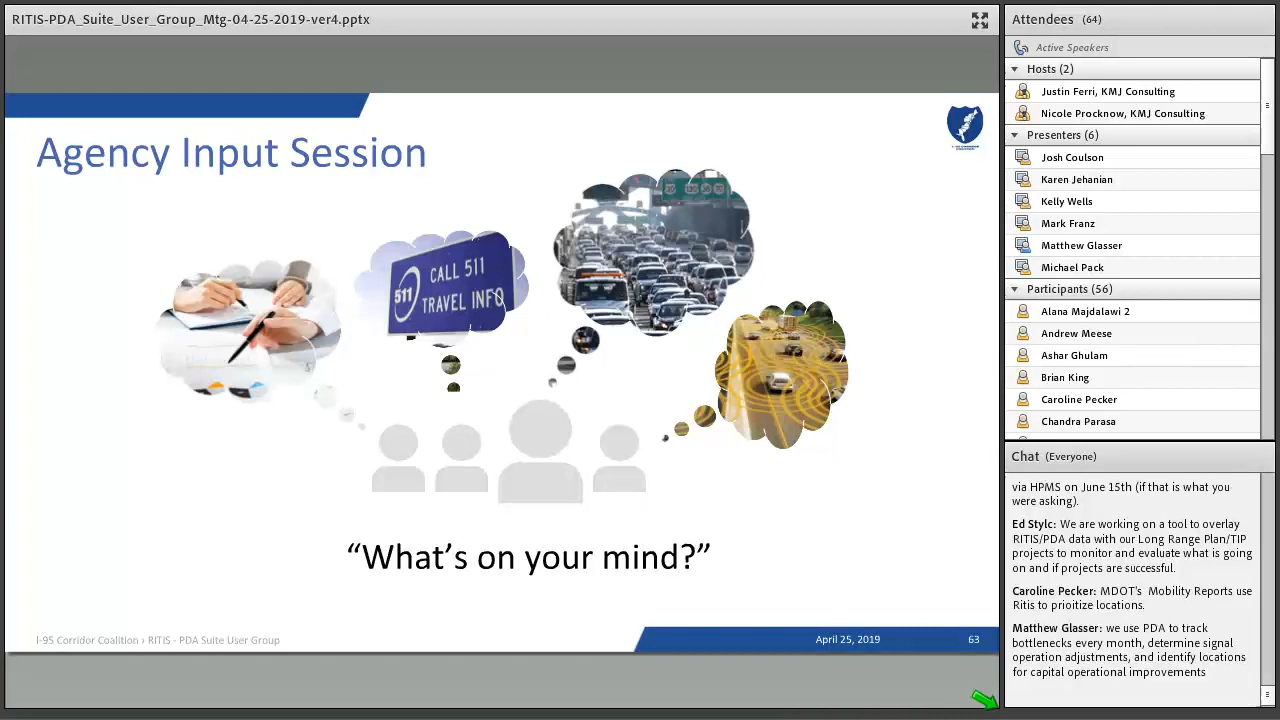 RITIS-PDA_Suite_User_Group_Mtg-04-25-2019-ver4.pptx
Agency Input Session
CALL 511
511
TRAVEL INFO
“What’s on your mind?”
I-95 Corridor Coalition › RITIS - PDA Suite User Group
April 25, 2019
63
Attendees (64)
Active Speakers
Hosts (2)
Justin Ferri, KMJ Consulting
Nicole Procknow, KMJ Consulting
Presenters (6)
Josh Coulson
Karen Jehanian
Kelly Wells
Mark Franz
Matthew Glasser
Michael Pack
Participants (56)
Alana Majdalawi 2
Andrew Meese
Ashar Ghulam
Brian King
Caroline Pecker
Chandra Parasa
Chat (Everyone)
via HPMS on June 15th (if that is what you
were asking).
Ed Stylc: We are working on a tool to overlay
RITIS/PDA data with our Long Range Plan/TIP
projects to monitor and evaluate what is going
on and if projects are successful.
Caroline Pecker: MDOT's  Mobility Reports use
Ritis to prioitize locations.
Matthew Glasser: we use PDA to track
bottlenecks every month, determine signal
operation adjustments, and identify locations
for capital operational improvements